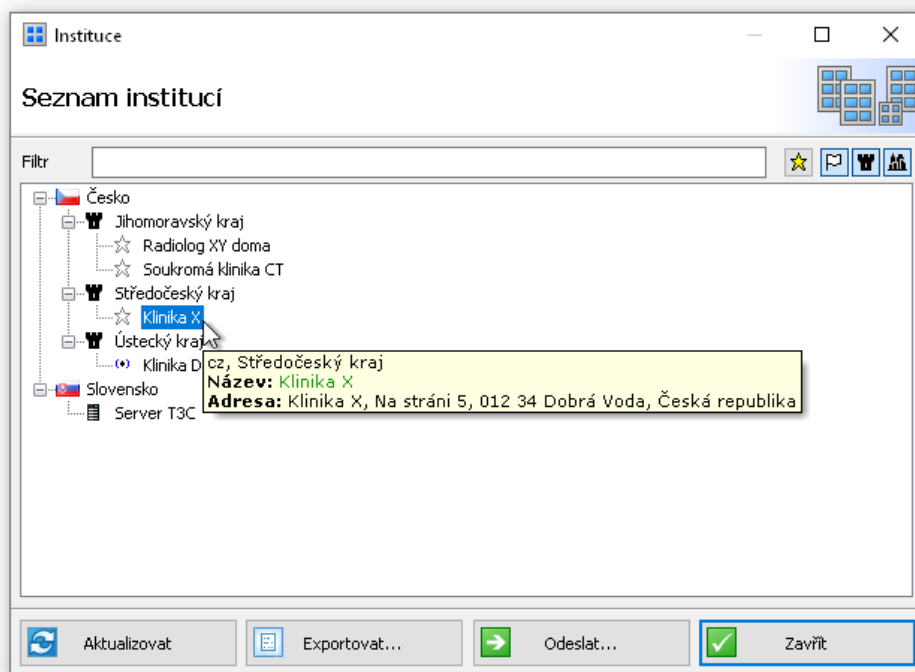 Instituce
Seznam institucí
Filtr
Česko
Jihomoravský kraj
Radiolog XY doma
Soukromá klinika CT
Středočeský kraj
Klinika X
Ústecký kraj
Klinika D
cz, Středočeský kraj
Název: Klinika X
Adresa: Klinika X, Na stráni 5, 012 34 Dobrá Voda, Česká republika
Slovensko
Server T3C
Aktualizovat
Exportovat...
Odeslat...
Zavřít